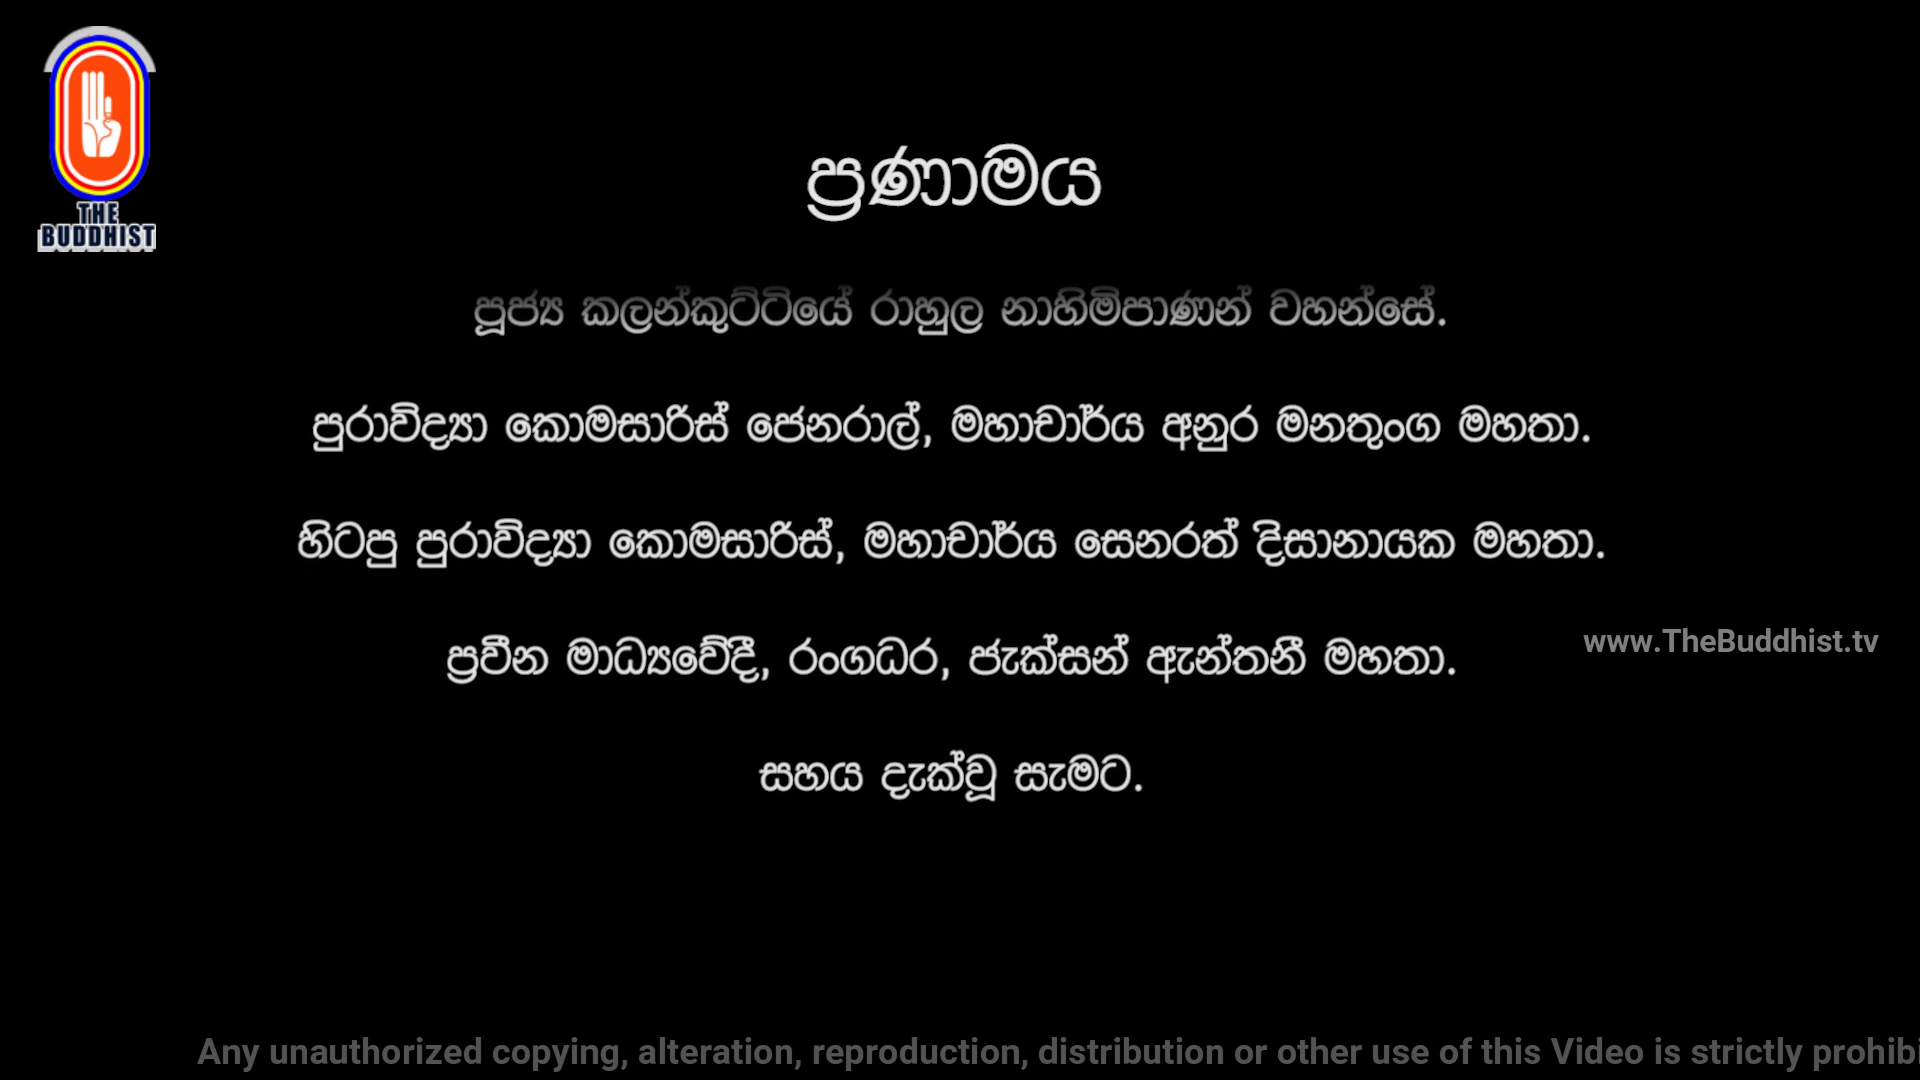 THE
BUDDHIST
ප්‍රණාමය
පූජ්‍ය කලන්කුට්ටියේ රාහුල නාහිමිපාණන් වහන්සේ.
පුරාවිද්‍යා කොමසාරිස් ජෙනරාල්, මහාචාර්ය අනුර මනතුංග මහතා.
හිටපු පුරාවිද්‍යා කොමසාරිස්, මහාචාර්ය සෙනරත් දිසානායක මහතා.
ප්‍රවීන මාධ්‍යවේදී, රංගධර, ජැක්සන් ඇන්තනී මහතා.
www.TheBuddhist.tv
සහය දැක්වූ සැමට.
Any unauthorized copying, alteration, reproduction, distribution or other use of this Video is strictly prohibi